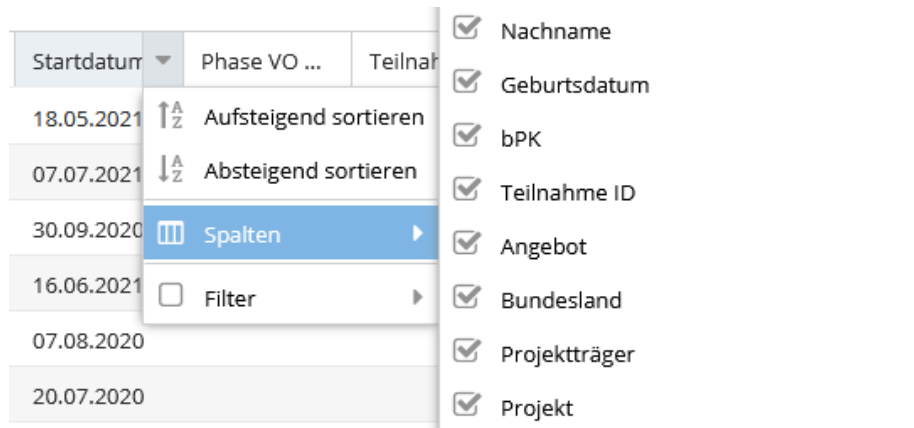 Startdatum Phase VO ... Teilnah
18.05.2021
07.07.2021
30.09.2020
16.06.2021
07.08.2020
20.07.2020
Aufsteigend sortieren
Absteigend sortieren
Spalten
Filter
Nachname
Geburtsdatum
bPK
Teilnahme ID
Angebot
Bundesland
Projektträger
Projekt